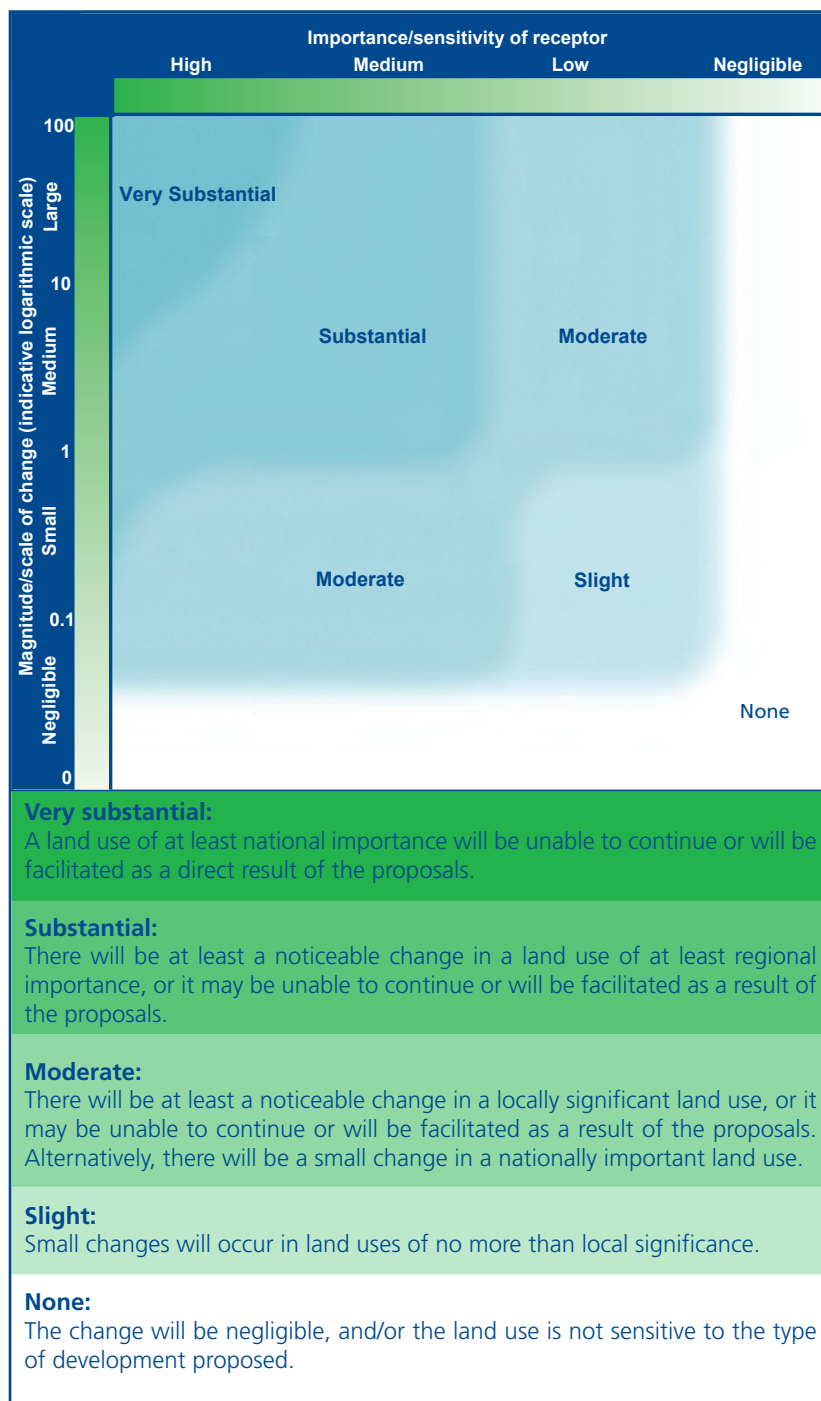 Importance/sensitivity of receptor
High Medium Low Negligible
Magnitude/scale of change (indicative logarithmic scale)
Large
Medium
Small
Negligible
100
10
1
0.1
0
Very Substantial
Substantial
Moderate
Moderate
Slight
None
Very substantial:
A land use of at least national importance will be unable to continue or will be
facilitated as a direct result of the proposals.
Substantial:
There will be at least a noticeable change in a land use of at least regional
importance, or it may be unable to continue or will be facilitated as a result of
the proposals.
Moderate:
There will be at least a noticeable change in a locally significant land use, or it
may be unable to continue or will be facilitated as a result of the proposals.
Alternatively, there will be a small change in a nationally important land use.
Slight:
Small changes will occur in land uses of no more than local significance.
None:
The change will be negligible, and/or the land use is not sensitive to the type
of development proposed.